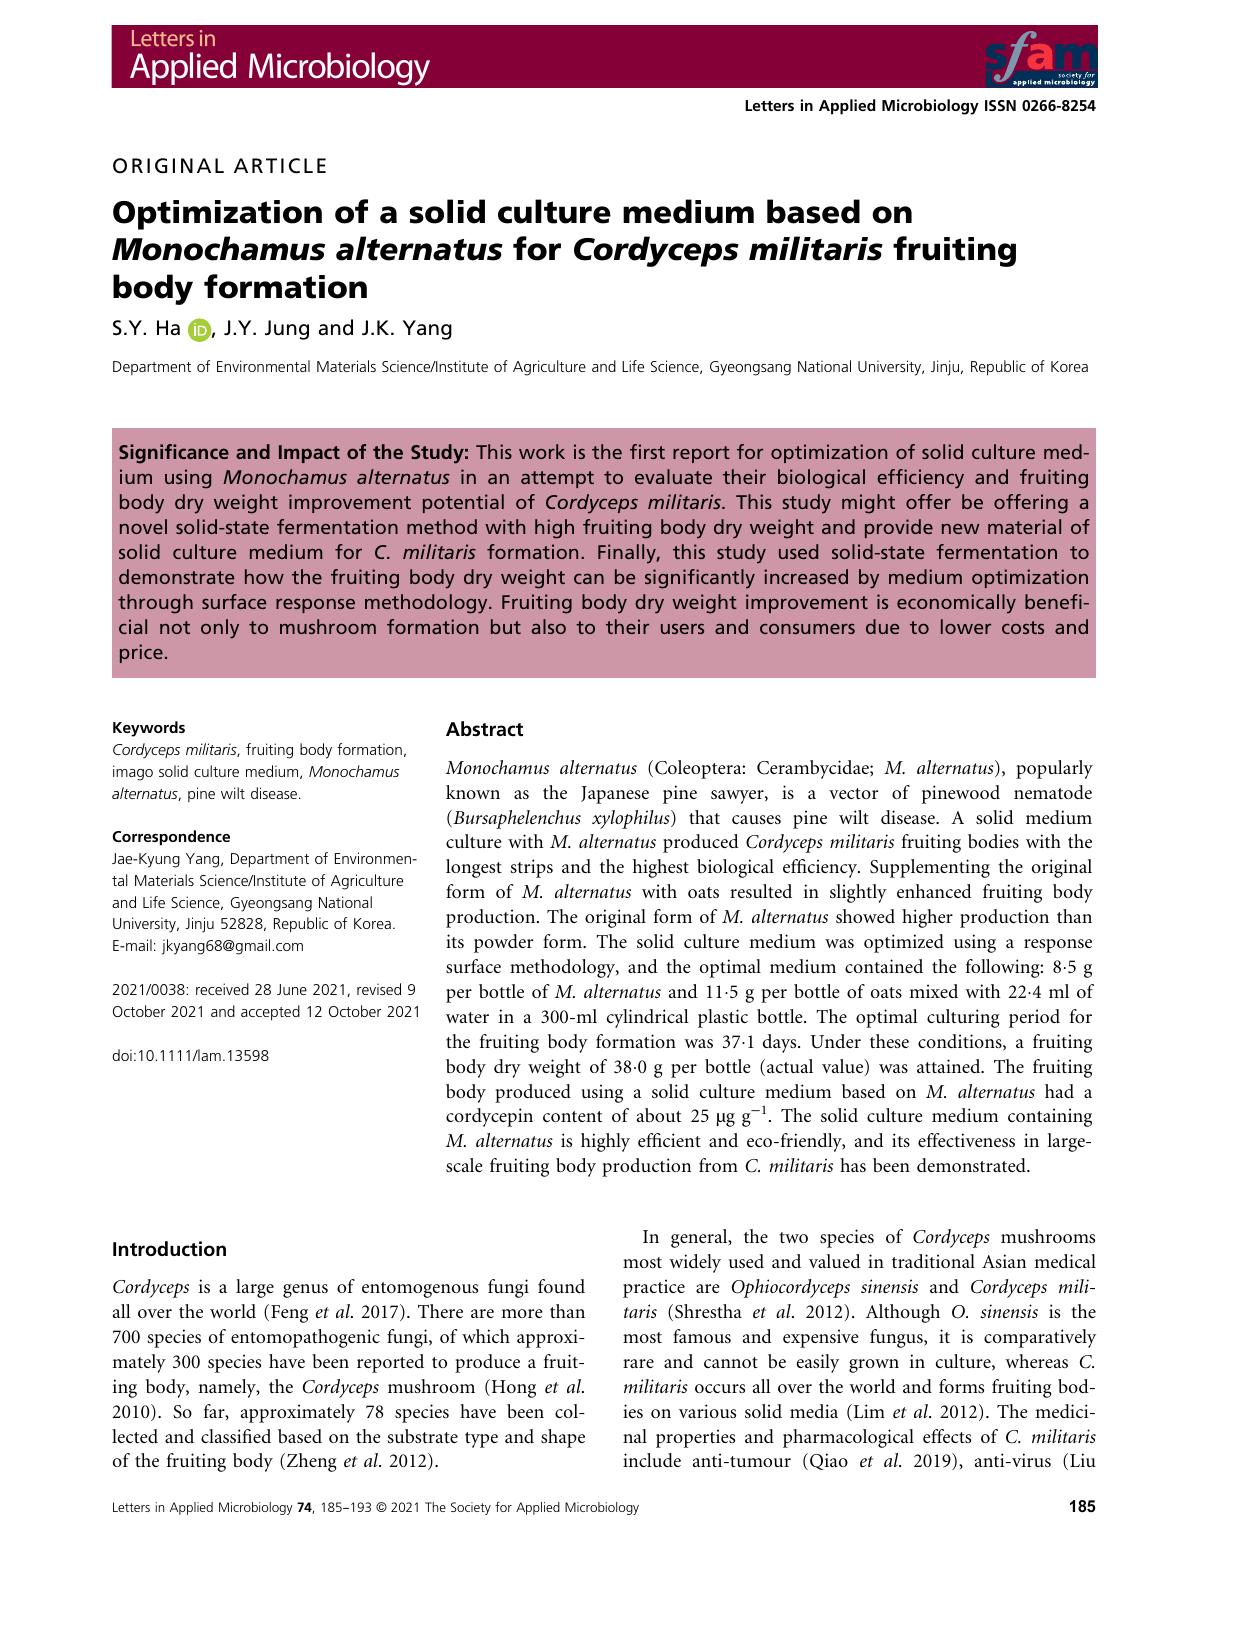 Letters in
Applied Microbiology
sfam
society for
applied microbiology
Letters in Applied Microbiology ISSN 0266-8254
ORIGINAL ARTICLE
Optimization of a solid culture medium based on
Monochamus alternatus for Cordyceps militaris fruiting
body formation
S.Y. Ha iD, J.Y. Jung and J.K. Yang
Department of Environmental Materials Science/Institute of Agriculture and Life Science, Gyeongsang National University, Jinju, Republic of Korea
Significance and Impact of the Study: This work is the first report for optimization of solid culture med-
ium using Monochamus alternatus in an attempt to evaluate their biological efficiency and fruiting
body dry weight improvement potential of Cordyceps militaris. This study might offer be offering a
novel solid-state fermentation method with high fruiting body dry weight and provide new material of
solid culture medium for C. militaris formation. Finally, this study used solid-state fermentation to
demonstrate how the fruiting body dry weight can be significantly increased by medium optimization
through surface response methodology. Fruiting body dry weight improvement is economically benefi-
cial not only to mushroom formation but also to their users and consumers due to lower costs and
price.
Keywords
Cordyceps militaris, fruiting body formation,
imago solid culture medium, Monochamus
alternatus, pine wilt disease.
Correspondence
Jae-Kyung Yang, Department of Environmen-
tal Materials Science/Institute of Agriculture
and Life Science, Gyeongsang National
University, Jinju 52828, Republic of Korea.
E-mail: jkyang68@gmail.com
2021/0038: received 28 June 2021, revised 9
October 2021 and accepted 12 October 2021
doi:10.1111/lam.13598
Abstract
Monochamus alternatus (Coleoptera: Cerambycidae; M. alternatus), popularly
known as the Japanese pine sawyer, is a vector of pinewood nematode
(Bursaphelenchus xylophilus) that causes pine wilt disease. A solid medium
culture with M. alternatus produced Cordyceps militaris fruiting bodies with the
longest strips and the highest biological efficiency. Supplementing the original
form of M. alternatus with oats resulted in slightly enhanced fruiting body
production. The original form of M. alternatus showed higher production than
its powder form. The solid culture medium was optimized using a response
surface methodology, and the optimal medium contained the following: 8·5 g
per bottle of M. alternatus and 11·5 g per bottle of oats mixed with 22·4 ml of
water in a 300-ml cylindrical plastic bottle. The optimal culturing period for
the fruiting body formation was 37·1 days. Under these conditions, a fruiting
body dry weight of 38·0 g per bottle (actual value) was attained. The fruiting
body produced using a solid culture medium based on M. alternatus had a
cordycepin content of about 25 μg g⁻¹. The solid culture medium containing
M. alternatus is highly efficient and eco-friendly, and its effectiveness in large-
scale fruiting body production from C. militaris has been demonstrated.
Introduction
Cordyceps is a large genus of entomogenous fungi found
all over the world (Feng et al. 2017). There are more than
700 species of entomopathogenic fungi, of which approxi-
mately 300 species have been reported to produce a fruit-
ing body, namely, the Cordyceps mushroom (Hong et al.
2010). So far, approximately 78 species have been col-
lected and classified based on the substrate type and shape
of the fruiting body (Zheng et al. 2012).
In general, the two species of Cordyceps mushrooms
most widely used and valued in traditional Asian medical
practice are Ophiocordyceps sinensis and Cordyceps mili-
taris (Shrestha et al. 2012). Although O. sinensis is the
most famous and expensive fungus, it is comparatively
rare and cannot be easily grown in culture, whereas C.
militaris occurs all over the world and forms fruiting bod-
ies on various solid media (Lim et al. 2012). The medici-
nal properties and pharmacological effects of C. militaris
include anti-tumour (Qiao et al. 2019), anti-virus (Liu
Letters in Applied Microbiology 74, 185–193 © 2021 The Society for Applied Microbiology
185